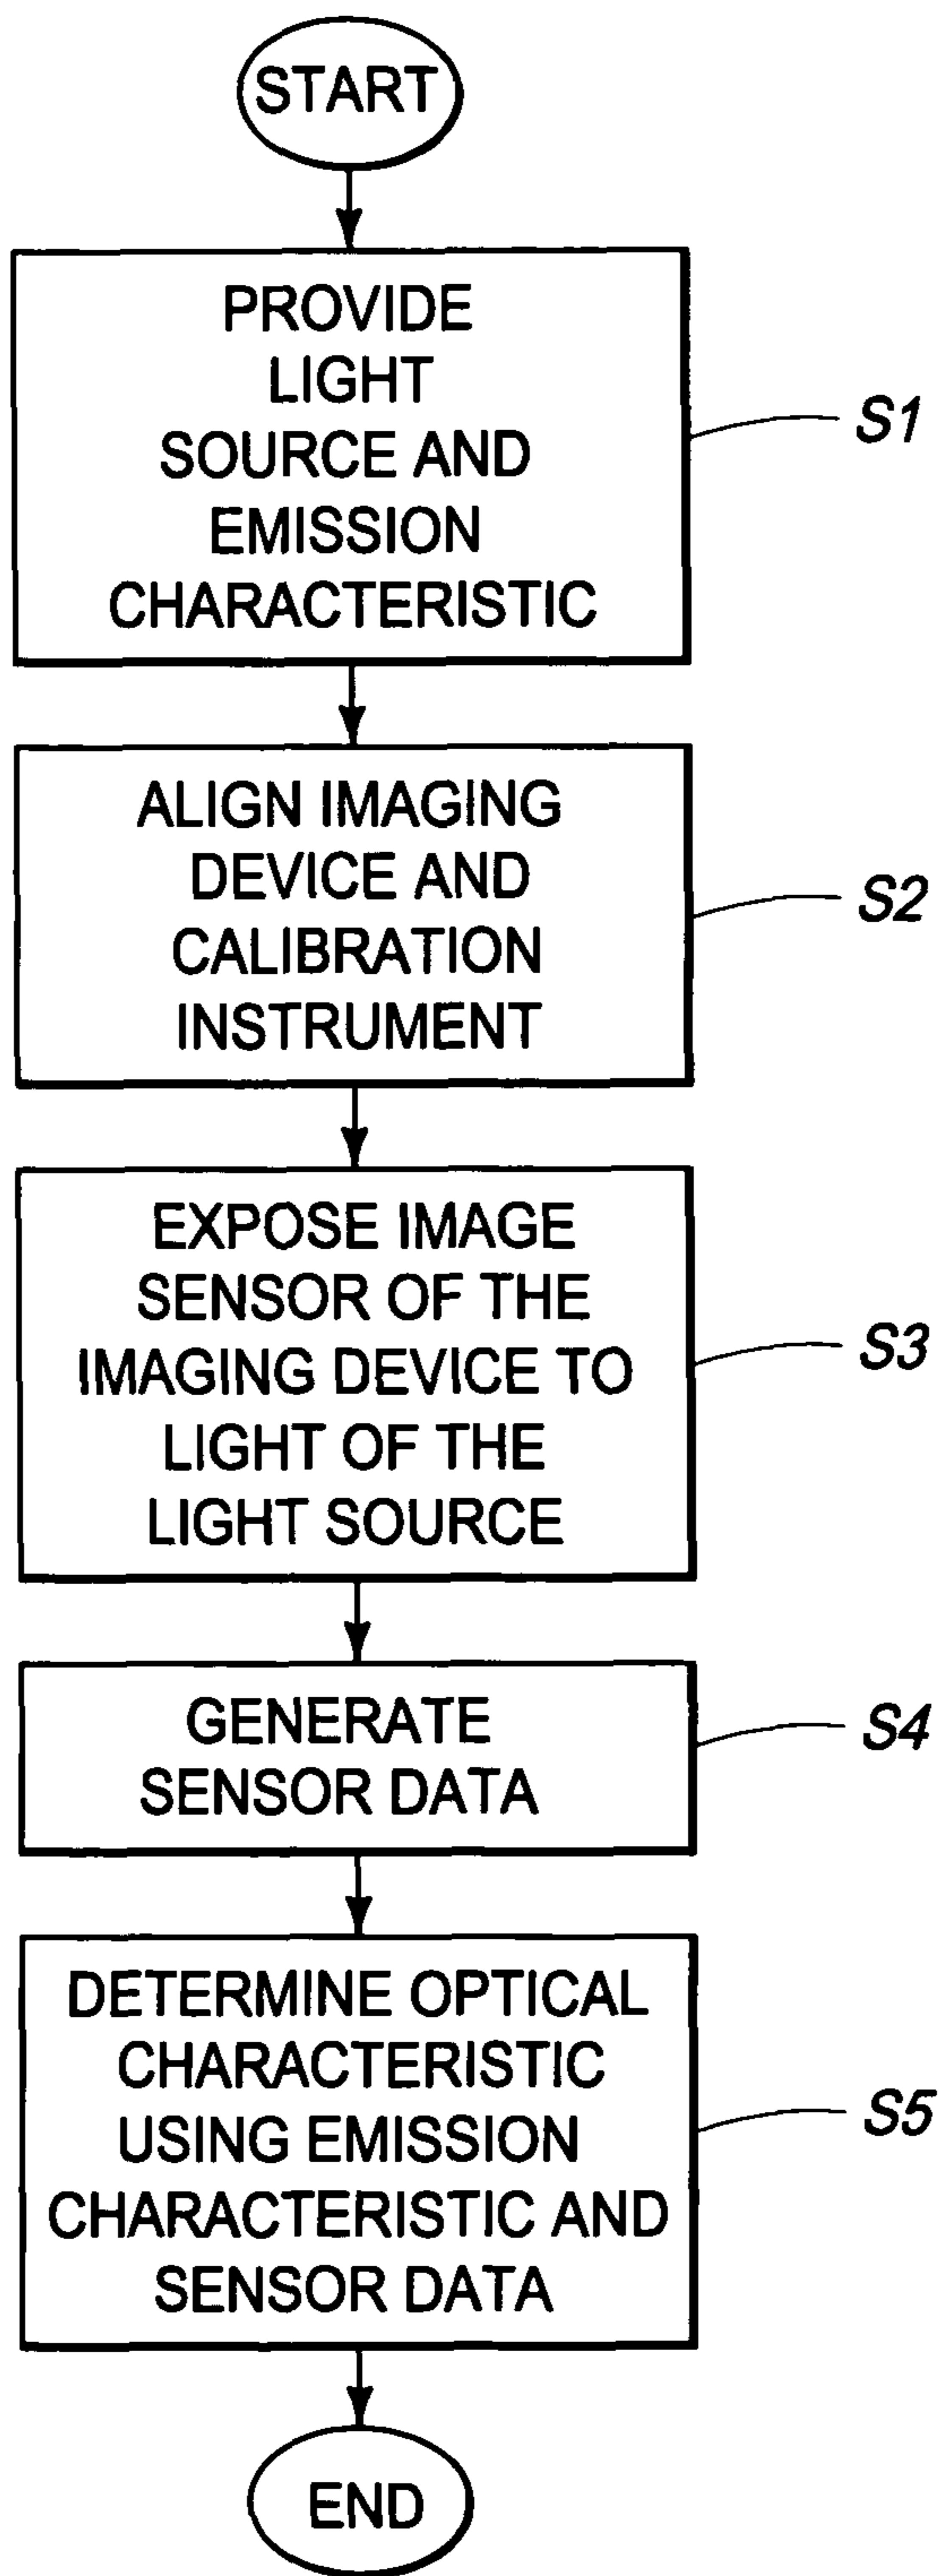 START
PROVIDE
LIGHT
SOURCE AND
EMISSION
CHARACTERISTIC
S1
ALIGN IMAGING
DEVICE AND
CALIBRATION
INSTRUMENT
S2
EXPOSE IMAGE
SENSOR OF THE
IMAGING DEVICE TO
LIGHT OF THE
LIGHT SOURCE
S3
GENERATE
SENSOR DATA
S4
DETERMINE OPTICAL
CHARACTERISTIC
USING EMISSION
CHARACTERISTIC AND
SENSOR DATA
S5
END